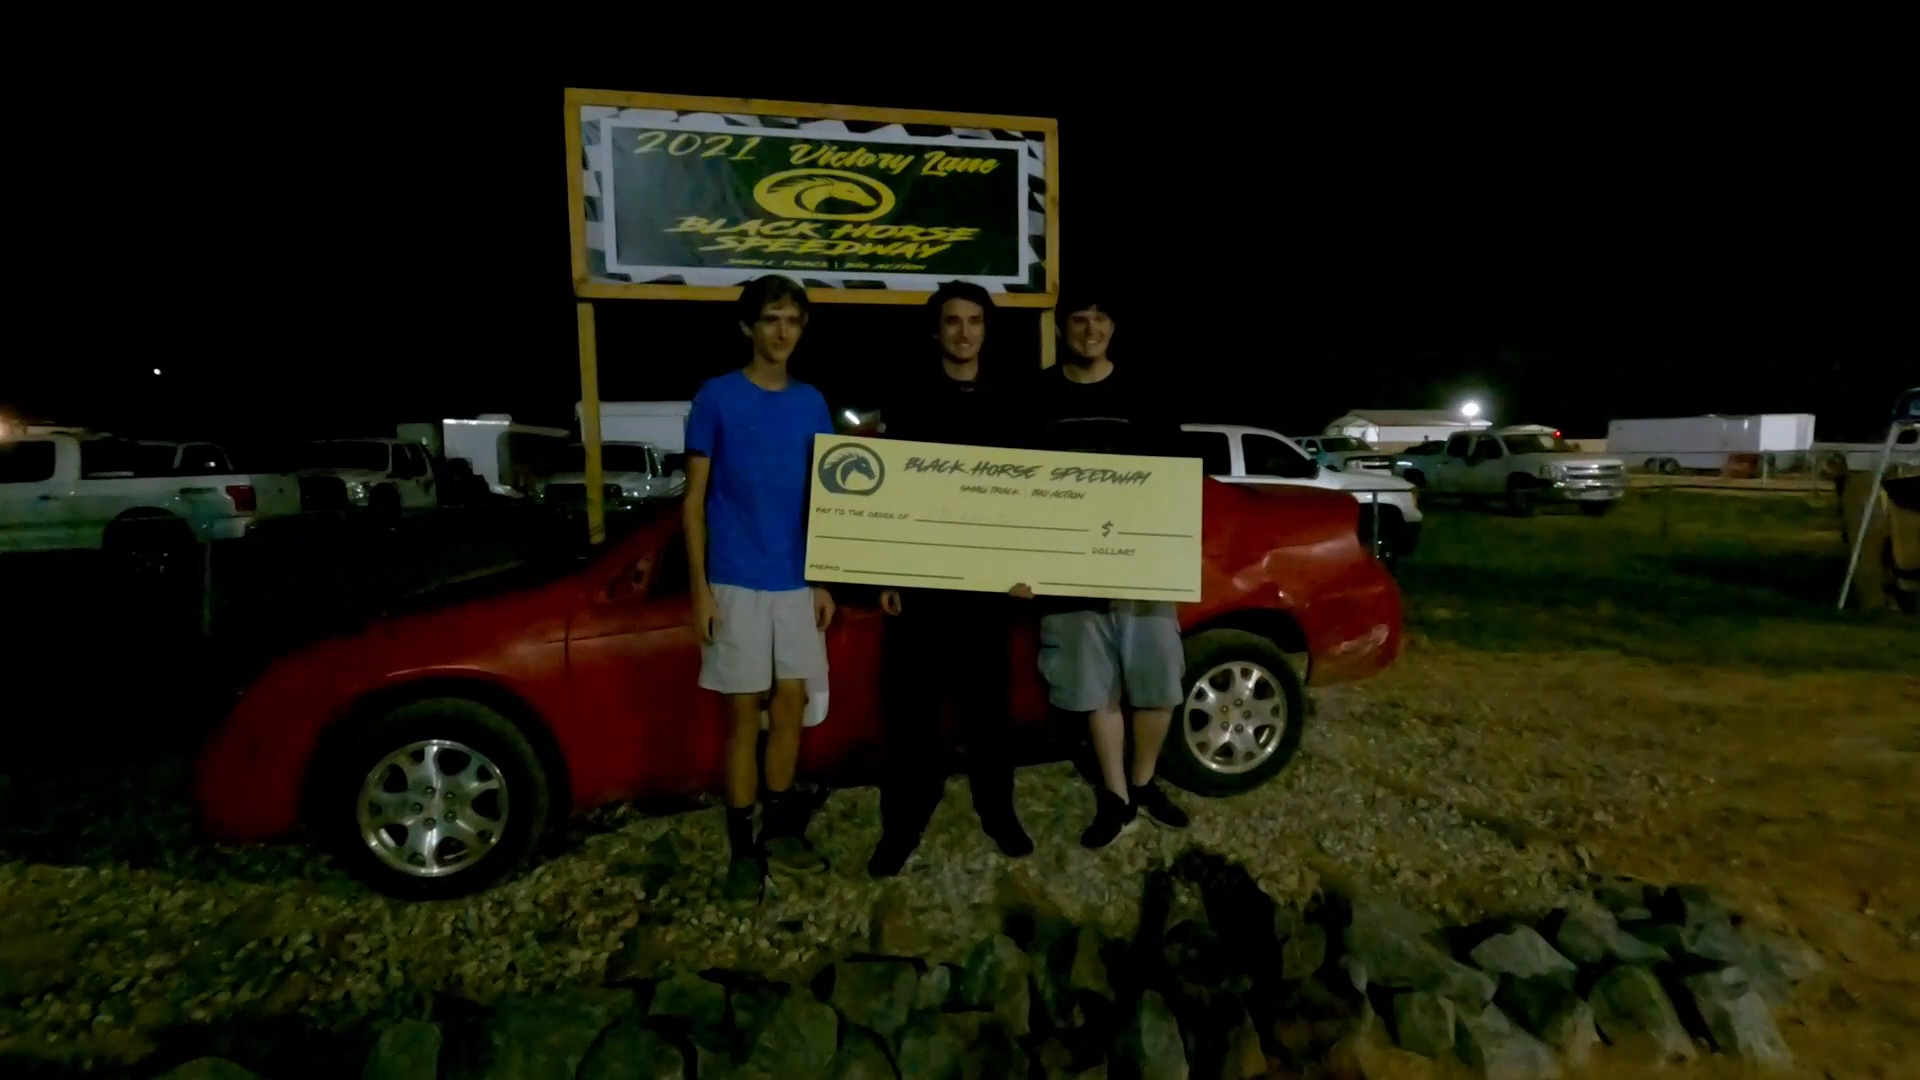 2021 Victory Lane
BLACK HORSE
SPEEDWAY
SMALL TRACK | BIG ACTION
BLACK HORSE SPEEDWAY
SMALL TRACK BIG ACTION
PAY TO THE ORDER OF $
DOLLARS
MEMO